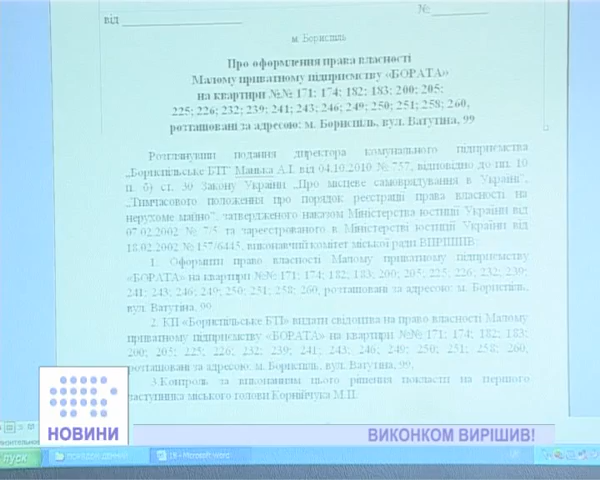 від
№
м. Бориспіль
Про оформлення права власності
Малому приватному підприємству «БОРАТА»
на квартири №№ 171; 174; 182; 183; 200; 205;
225; 226; 232; 239; 241; 243; 246; 249; 250; 251; 258; 260,
розташовані за адресою: м. Бориспіль, вул. Ватутіна, 99
Розглянувши подання директора комунального підприємства
„Бориспільське БТІ" Манька А.І. від 04.10.2010 № 757, відповідно до пп. 10
п. б) ст. 30 Закону України „Про місцеве самоврядування в Україні",
„Тимчасового положення про порядок реєстрації права власності на
нерухоме майно", затвердженого наказом Міністерства юстиції України від
07.02.2002 № 7/5 та зареєстрованого в Міністерстві юстиції України від
18.02.2002 № 157/6445, виконавчий комітет міської ради ВИРІШИВ:
1. Оформити право власності Малому приватному підприємству
«БОРАТА» на квартири №№ 171; 174; 182; 183; 200; 205; 225; 226; 232; 239;
241; 243; 246; 249; 250; 251; 258; 260, розташовані за адресою: м. Бориспіль,
вул. Ватутіна, 99.
2. КП «Бориспільське БТІ» видати свідоцтва на право власності Малому
приватному підприємству «БОРАТА» на квартири №№ 171; 174; 182; 183;
200; 205; 225; 226; 232; 239; 241; 243; 246; 249; 250; 251; 258; 260,
розташовані за адресою: м. Бориспіль, вул. Ватутіна, 99.
3.Контроль за виконанням цього рішення покласти на першого
заступника міського голови Корнійчука М.П.
НОВИНИ
ВИКОНКОМ ВИРІШИВ!
пуск
порядок денний
18 - Microsoft Word